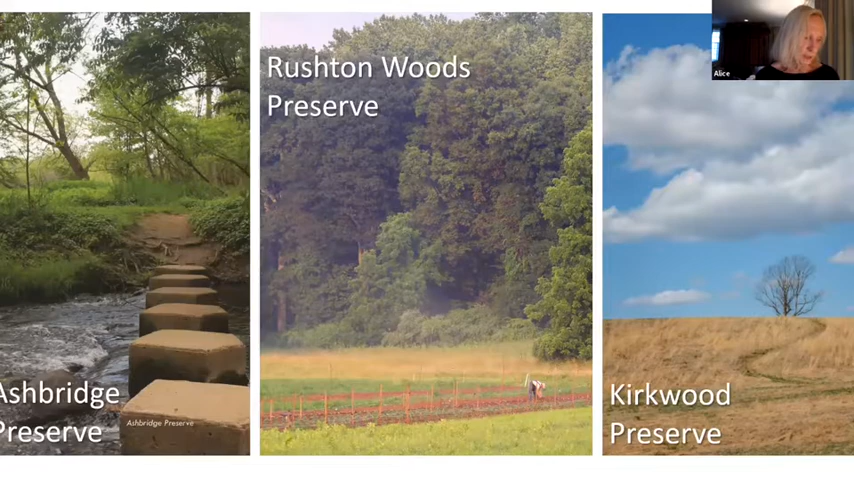 Alice
Rushton Woods
Preserve
Ashbridge
Preserve
Ashbridge Preserve
Kirkwood
Preserve